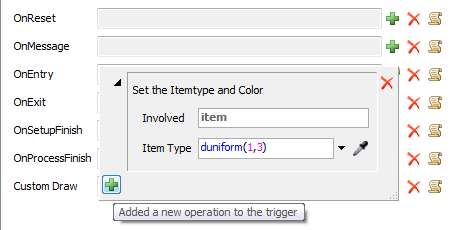 OnReset
OnMessage
OnEntry
Set the Itemtype and Color
OnExit
Involved item
OnSetupFinish
Item Type duniform(1,3)
OnProcessFinish
Custom Draw
Added a new operation to the trigger